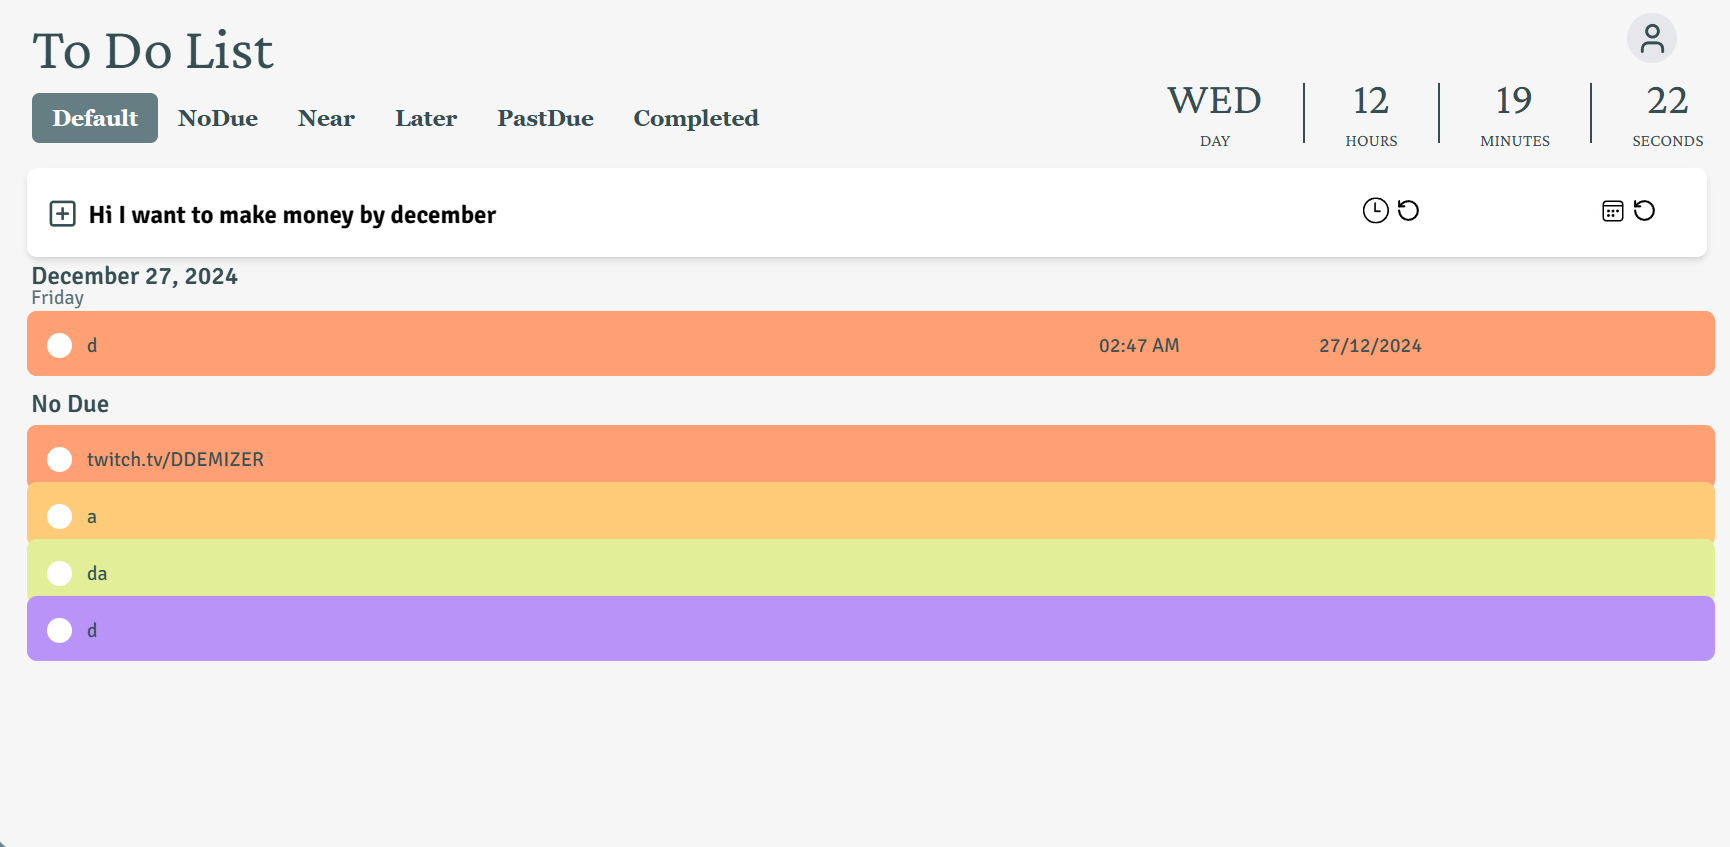 To Do List
Default NoDue Near Later PastDue Completed
WED 12 19 22
DAY HOURS MINUTES SECONDS
Hi I want to make money by december
December 27, 2024
Friday
d 02:47 AM 27/12/2024
No Due
twitch.tv/DDEMIZER
a
da
d